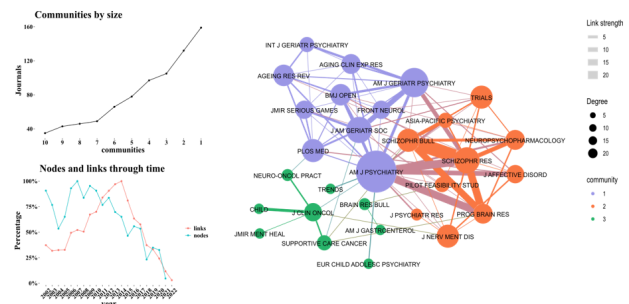 Communities by size
160
120
80
40
Journals
10 9 8 7 6 5 4 3 2 1
communities
Nodes and links through time
100%
75%
50%
25%
0%
Percentage
links
nodes
INT J GERIATR PSYCHIATRY
AGING CLIN EXP RES
AGEING RES REV
AM J GERIATR PSYCHIATRY
BMJ OPEN
TRIALS
JMIR SERIOUS GAMES
FRONT NEUROL
ASIA-PACIFIC PSYCHIATRY
J AM GERIATR SOC
SCHIZOPHR BULL
NEUROPSYCHOPHARMACOLOGY
PLOS MED
SCHIZOPHR RES
NEURO-ONCOL PRACT
AM J PSYCHIATRY
J AFFECTIVE DISORD
TRENDS
PILOT FEASIBILITY STUD
CHILD
BRAIN RES BULL
J CLIN ONCOL
J PSYCHIATR RES
PROG BRAIN RES
JMIR MENT HEAL
AM J GASTROENTEROL
J NERV MENT DIS
SUPPORTIVE CARE CANCER
EUR CHILD ADOLESC PSYCHIATRY
Link strength
5
10
15
20
Degree
5
10
15
20
community
1
2
3